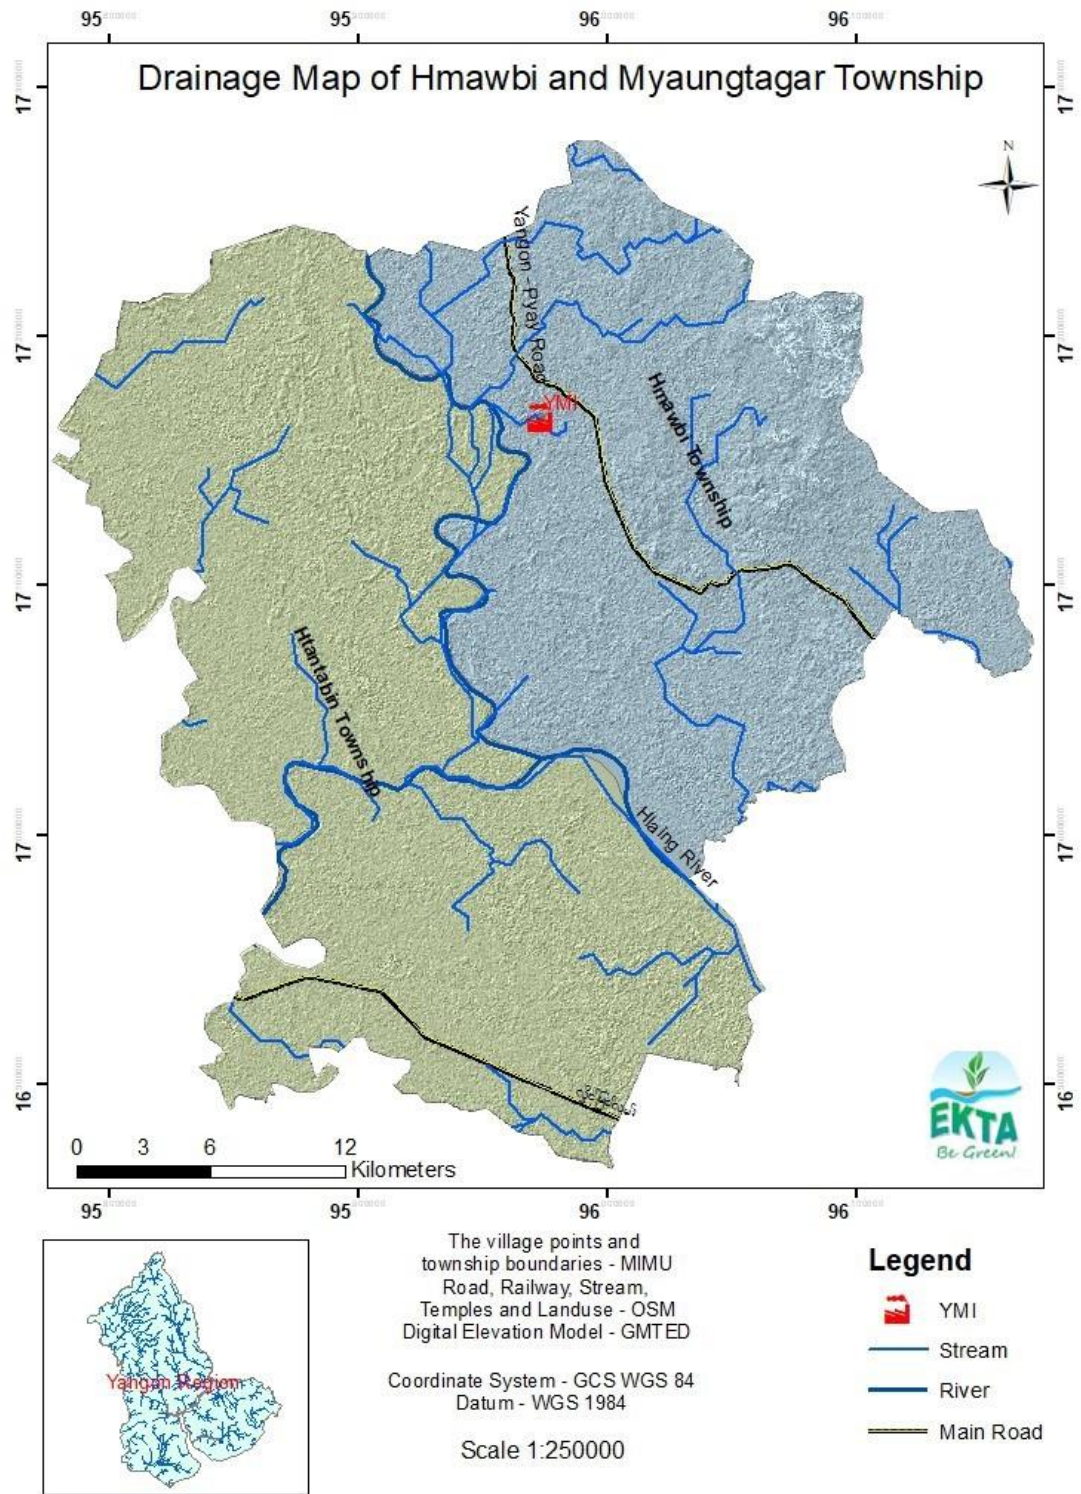 95
95
96
96
Drainage Map of Hmawbi and Myaungtagar Township
17
17
N
Yangon - Pyay Road
17
17
YMI
Hmawbi Township
17
17
Htantabin Township
17
17
Hlaing River
16
16
EKTA
Be Green!
0 3 6 12
Kilometers
95
95
96
96
The village points and
township boundaries - MIMU
Road, Railway, Stream,
Temples and Landuse - OSM
Digital Elevation Model - GMTED
Coordinate System - GCS WGS 84
Datum - WGS 1984
Scale 1:250000
Yangon Region
Legend
YMI
Stream
River
Main Road